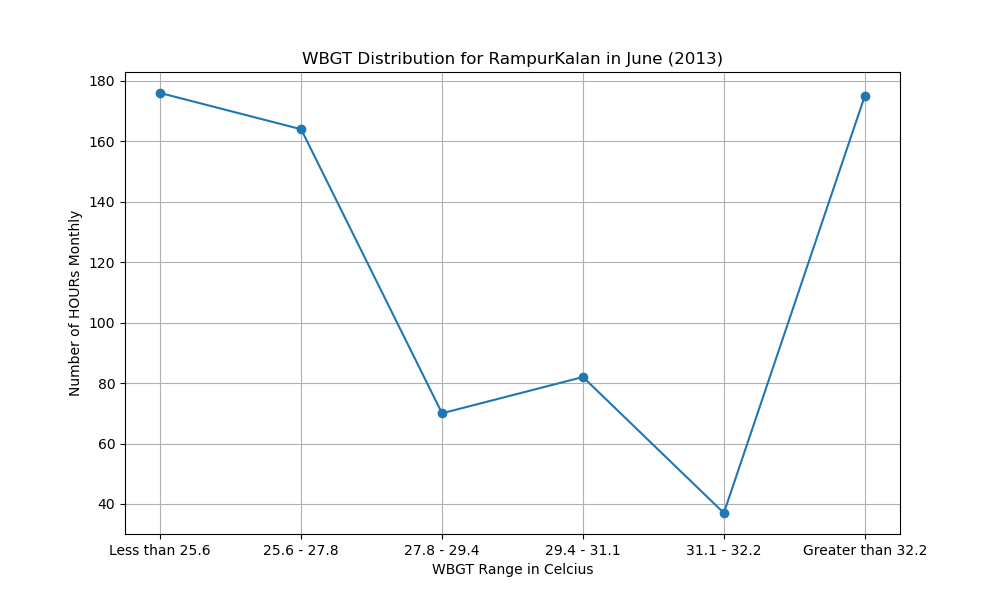 WBGT Distribution for RampurKalan in June (2013)
Number of HOURs Monthly
180
160
140
120
100
80
60
40
Less than 25.6
25.6 - 27.8
27.8 - 29.4
29.4 - 31.1
31.1 - 32.2
Greater than 32.2
WBGT Range in Celcius